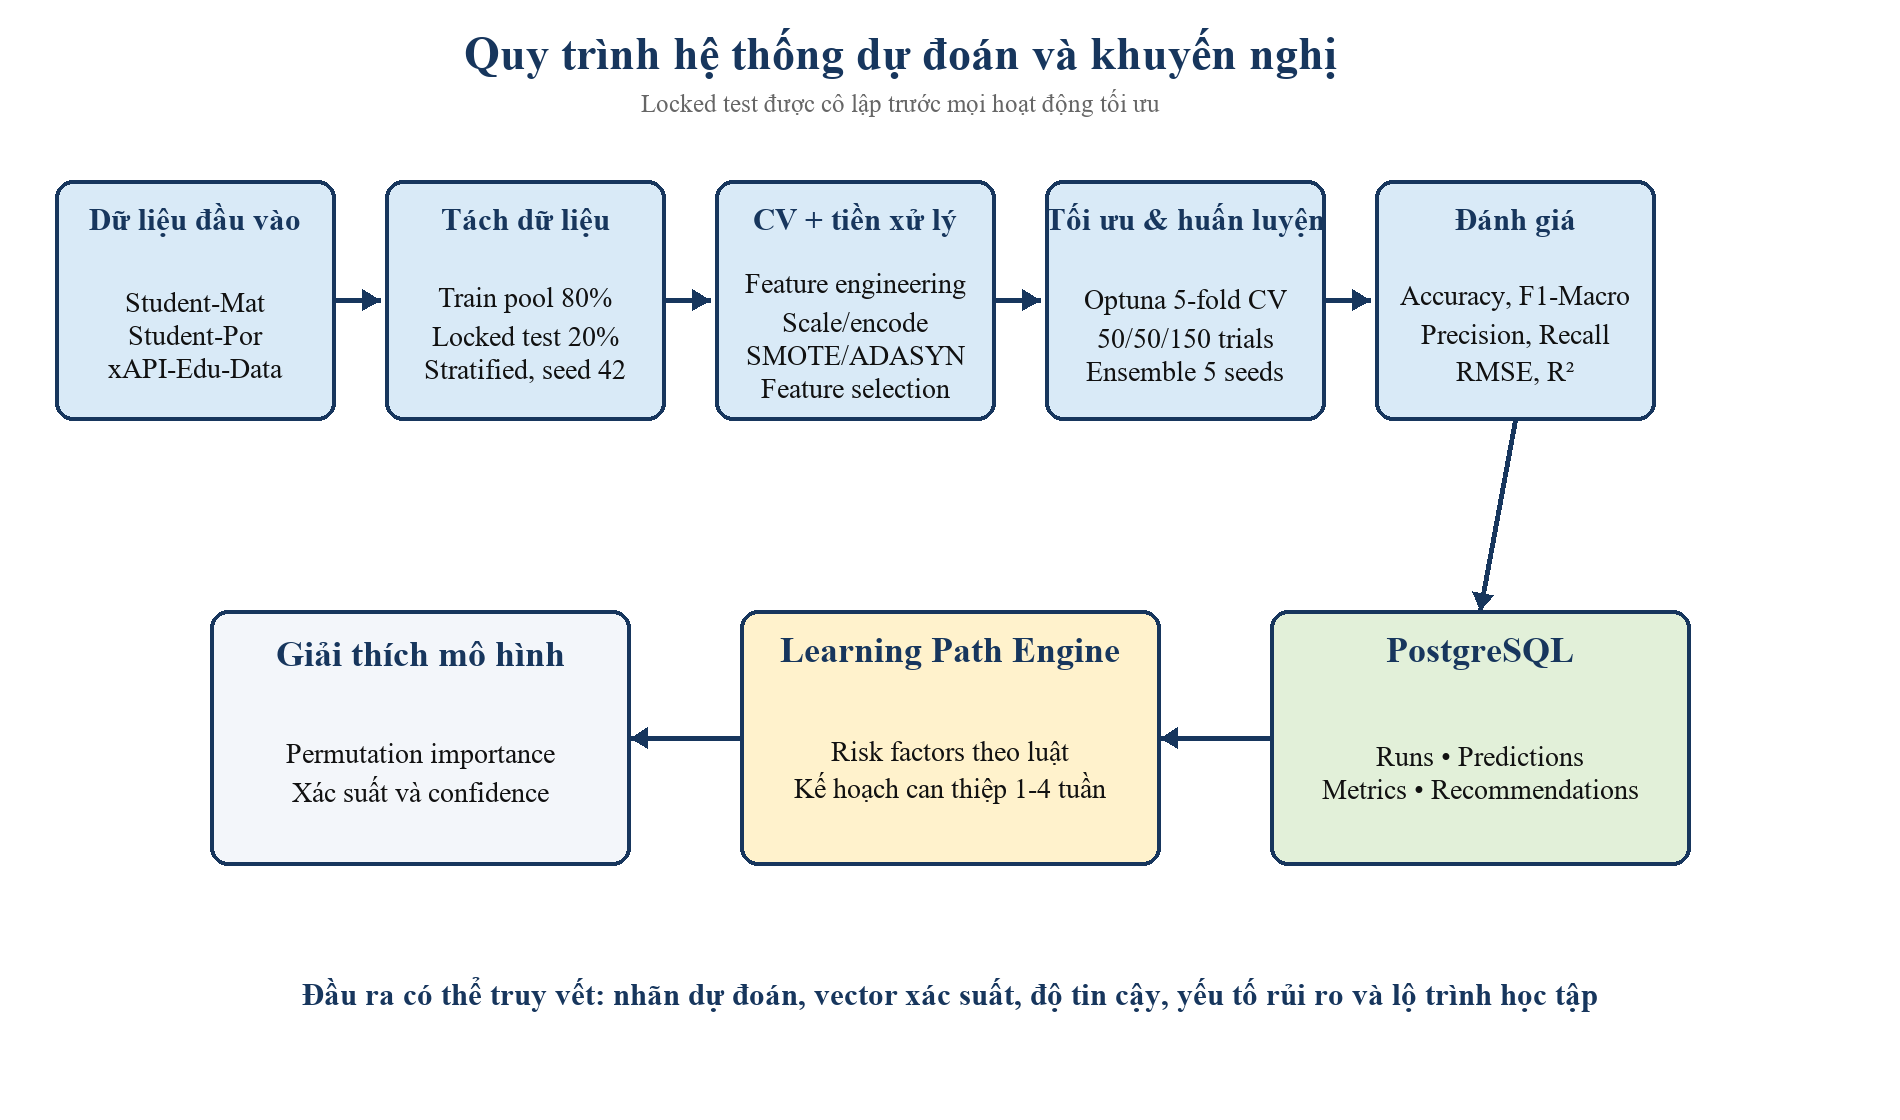 Quy trình hệ thống dự đoán và khuyến nghị
Locked test được cô lập trước mọi hoạt động tối ưu
Dữ liệu đầu vào
Student-Mat
Student-Por
xAPI-Edu-Data
Tách dữ liệu
Train pool 80%
Locked test 20%
Stratified, seed 42
CV + tiền xử lý
Feature engineering
Scale/encode
SMOTE/ADASYN
Feature selection
Tối ưu & huấn luyện
Optuna 5-fold CV
50/50/150 trials
Ensemble 5 seeds
Đánh giá
Accuracy, F1-Macro
Precision, Recall
RMSE, R²
Giải thích mô hình
Permutation importance
Xác suất và confidence
Learning Path Engine
Risk factors theo luật
Kế hoạch can thiệp 1-4 tuần
PostgreSQL
Runs • Predictions
Metrics • Recommendations
Đầu ra có thể truy vết: nhãn dự đoán, vector xác suất, độ tin cậy, yếu tố rủi ro và lộ trình học tập